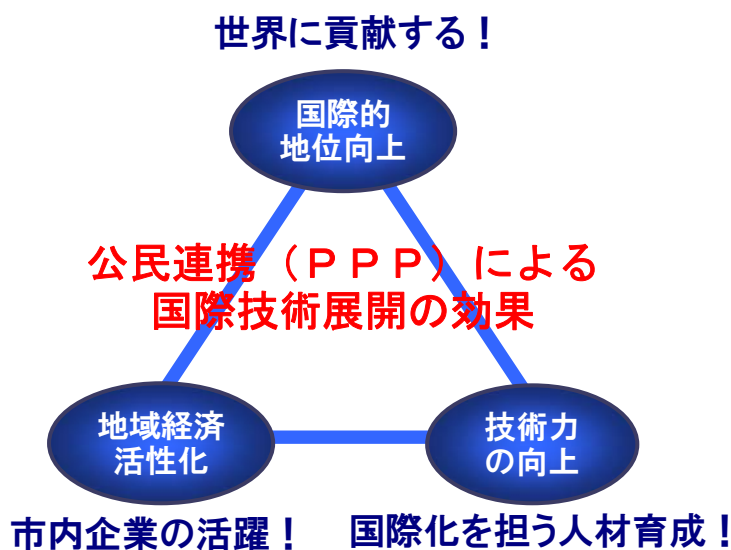 世界に貢献する！
国際的
地位向上
公民連携（ＰＰＰ）による
国際技術展開の効果
地域経済
活性化
技術力
の向上
市内企業の活躍！
国際化を担う人材育成！